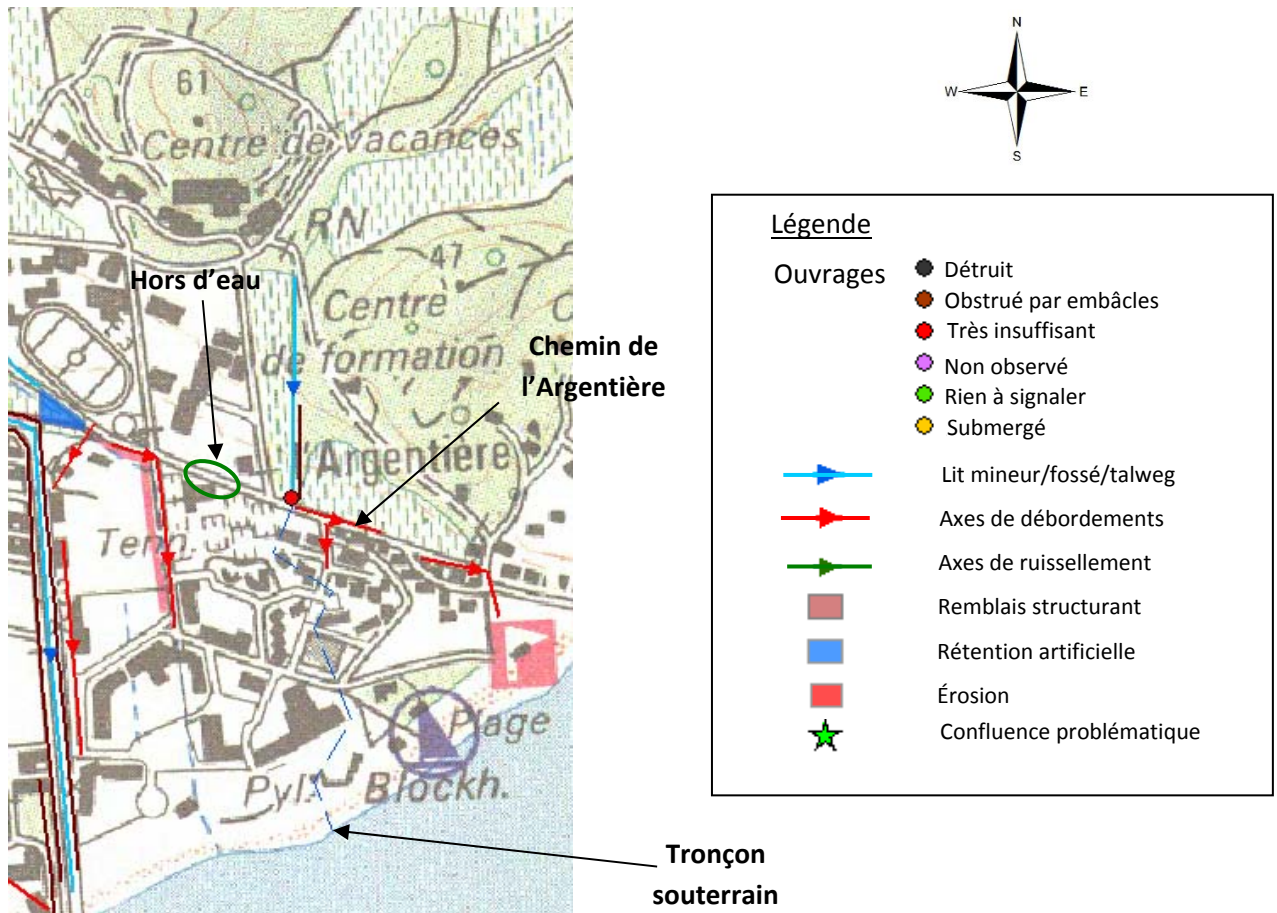 N
W
E
S
61
Centre de vacances
RN
47
Hors d'eau
Centre
de formation
Chemin de
l'Argentière
l'Argentière
Tenn.
Plage
Pyl.
Blockh.
Tronçon
souterrain
Légende
Ouvrages
Détruit
Obstrué par embâcles
Très insuffisant
Non observé
Rien à signaler
Submergé
Lit mineur/fossé/talweg
Axes de débordements
Axes de ruissellement
Remblais structurant
Rétention artificielle
Érosion
Confluence problématique